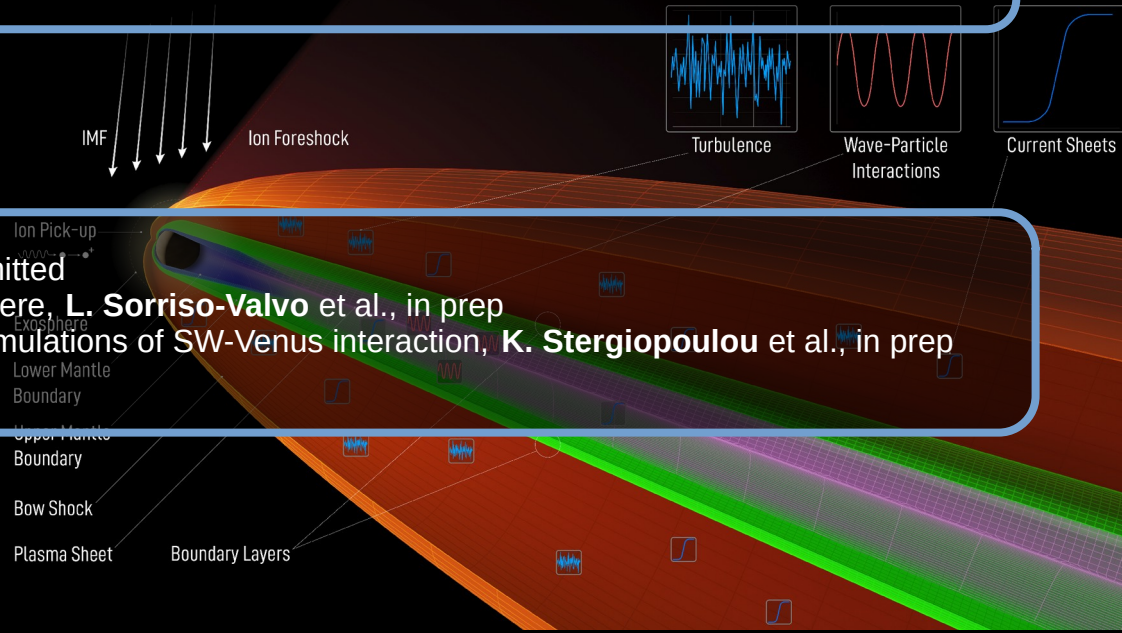 IMF
Ion Foreshock
Turbulence
Wave-Particle
Interactions
Current Sheets
Ion Pick-up
ere, L. Sorriso-Valvo et al., in prep
Exosphere
mulations of SW-Venus interaction, K. Stergiopoulou et al., in prep
Lower Mantle
Boundary
Upper Mantle
Boundary
Bow Shock
Plasma Sheet
Boundary Layers